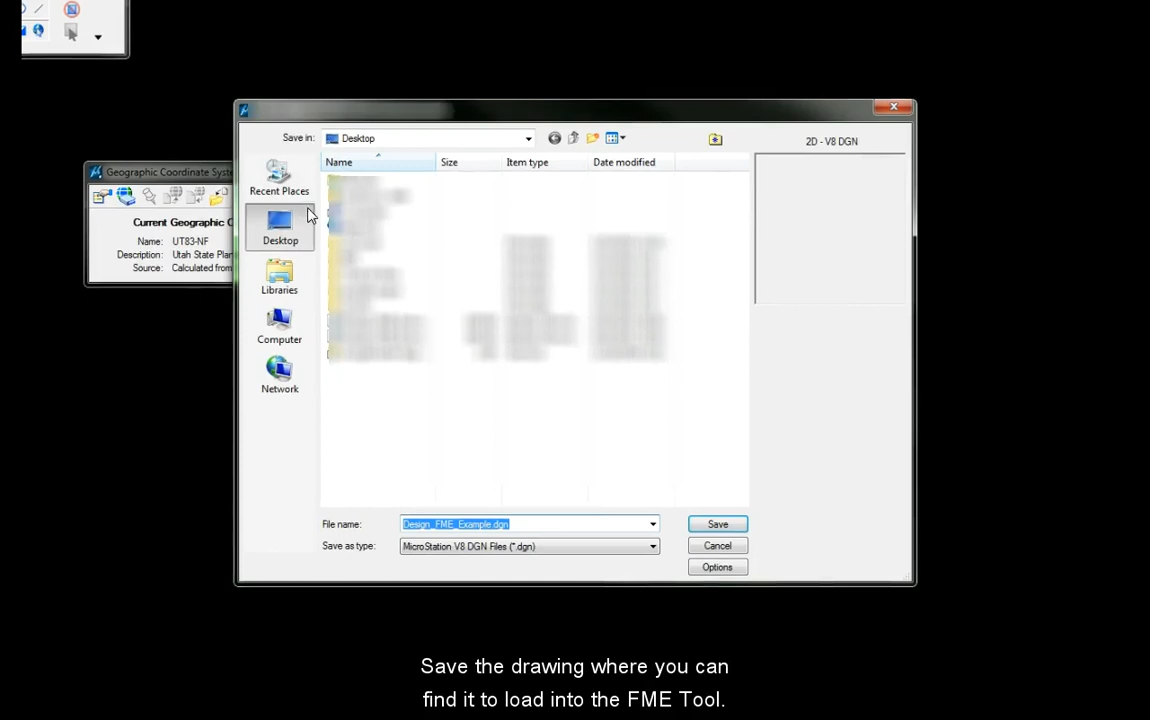 Save in:
Desktop
2D - V8 DGN
Name
Size
Item type
Date modified
Recent Places
Desktop
Libraries
Computer
Network
Geographic Coordinate Syste
Current Geographic C
Name: UT83-NF
Description: Utah State Plan
Source: Calculated from
File name:
Design_FME_Example.dgn
Save
Save as type:
MicroStation V8 DGN Files (*.dgn)
Cancel
Options
Save the drawing where you can
find it to load into the FME Tool.